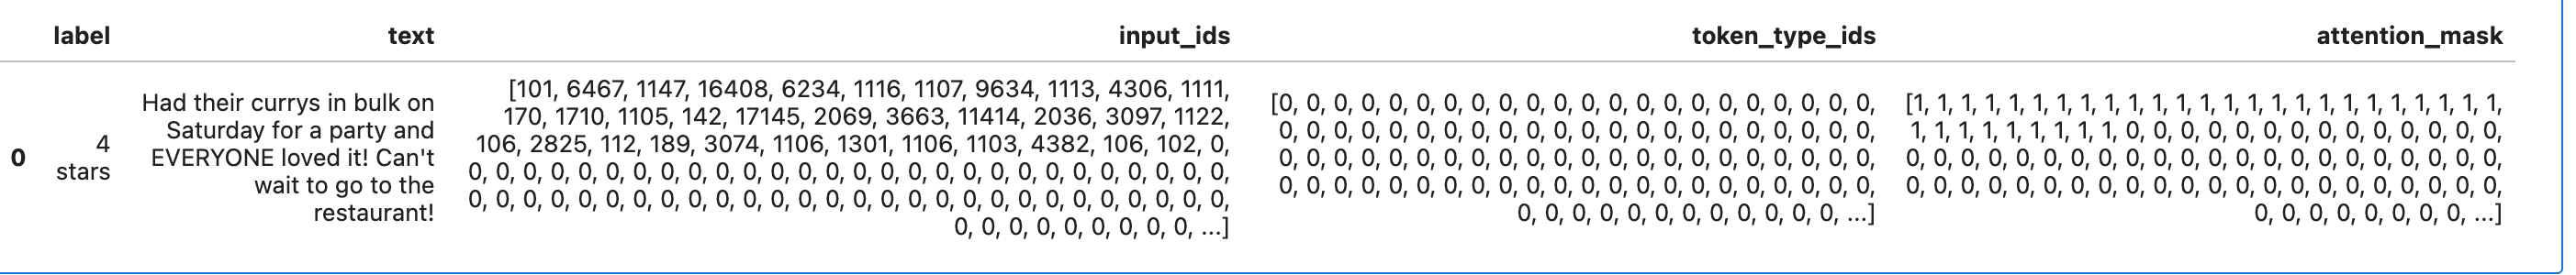 label text input_ids token_type_ids attention_mask
0
4
stars
Had their currys in bulk on
Saturday for a party and
EVERYONE loved it! Can't
wait to go to the
restaurant!
[101, 6467, 1147, 16408, 6234, 1116, 1107, 9634, 1113, 4306, 1111,
170, 1710, 1105, 142, 17145, 2069, 3663, 11414, 2036, 3097, 1122,
106, 2825, 112, 189, 3074, 1106, 1301, 1106, 1103, 4382, 106, 102, 0,
0, 0, 0, 0, 0, 0, 0, 0, 0, 0, 0, 0, 0, 0, 0, 0, 0, 0, 0, 0, 0, 0, 0, 0, 0, 0, 0, 0,
0, 0, 0, 0, 0, 0, 0, 0, 0, 0, 0, 0, 0, 0, 0, 0, 0, 0, 0, 0, 0, 0, 0, 0, 0, 0, 0, 0,
0, 0, 0, 0, 0, 0, 0, 0, 0, ...]
[0, 0, 0, 0, 0, 0, 0, 0, 0, 0, 0, 0, 0, 0, 0, 0, 0, 0, 0, 0, 0, 0,
0, 0, 0, 0, 0, 0, 0, 0, 0, 0, 0, 0, 0, 0, 0, 0, 0, 0, 0, 0, 0, 0,
0, 0, 0, 0, 0, 0, 0, 0, 0, 0, 0, 0, 0, 0, 0, 0, 0, 0, 0, 0, 0, 0,
0, 0, 0, 0, 0, 0, 0, 0, 0, 0, 0, 0, 0, 0, 0, 0, 0, 0, 0, 0, 0, 0,
0, 0, 0, 0, 0, 0, 0, 0, 0, 0, 0, 0, ...]
[1, 1, 1, 1, 1, 1, 1, 1, 1, 1, 1, 1, 1, 1, 1, 1, 1, 1, 1, 1, 1, 1, 1, 1, 1,
1, 1, 1, 1, 1, 1, 1, 1, 1, 0, 0, 0, 0, 0, 0, 0, 0, 0, 0, 0, 0, 0, 0,
0, 0, 0, 0, 0, 0, 0, 0, 0, 0, 0, 0, 0, 0, 0, 0, 0, 0, 0, 0, 0, 0,
0, 0, 0, 0, 0, 0, 0, 0, 0, 0, 0, 0, 0, 0, 0, 0, 0, 0, 0, 0, 0, 0,
0, 0, 0, 0, 0, 0, 0, 0, ...]